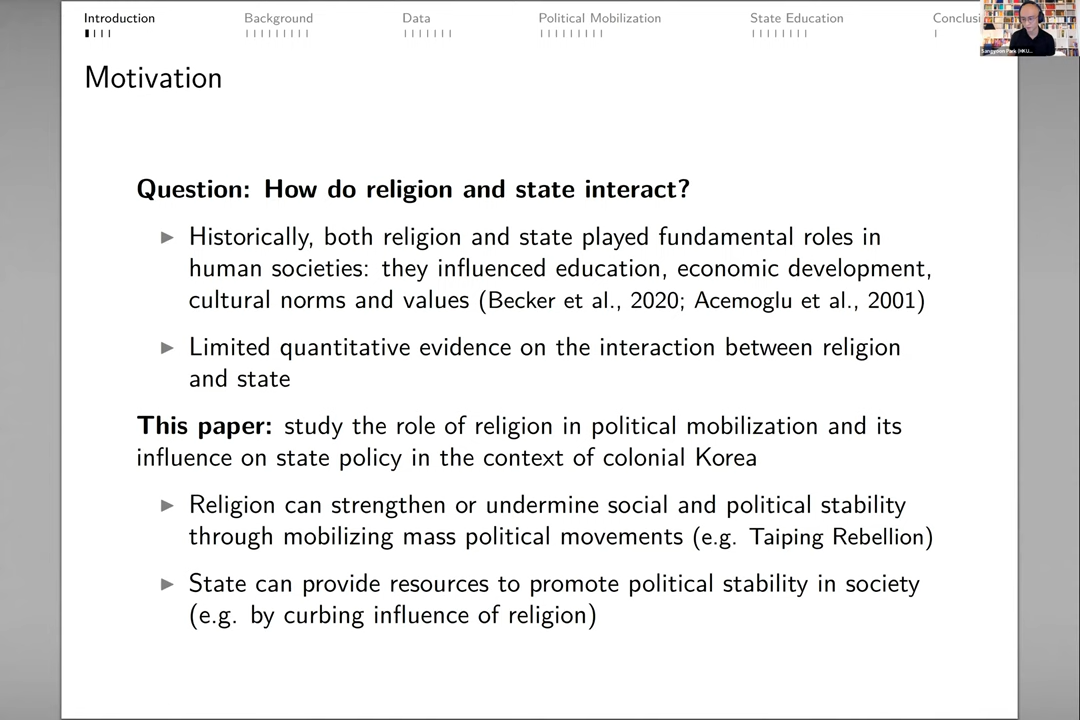 Introduction
Background
Data
Political Mobilization
State Education
Conclusi
Sangyoon Park (HKU...
Motivation
Question: How do religion and state interact?
▶ Historically, both religion and state played fundamental roles in
human societies: they influenced education, economic development,
cultural norms and values (Becker et al., 2020; Acemoglu et al., 2001)
▶ Limited quantitative evidence on the interaction between religion
and state
This paper: study the role of religion in political mobilization and its
influence on state policy in the context of colonial Korea
▶ Religion can strengthen or undermine social and political stability
through mobilizing mass political movements (e.g. Taiping Rebellion)
▶ State can provide resources to promote political stability in society
(e.g. by curbing influence of religion)